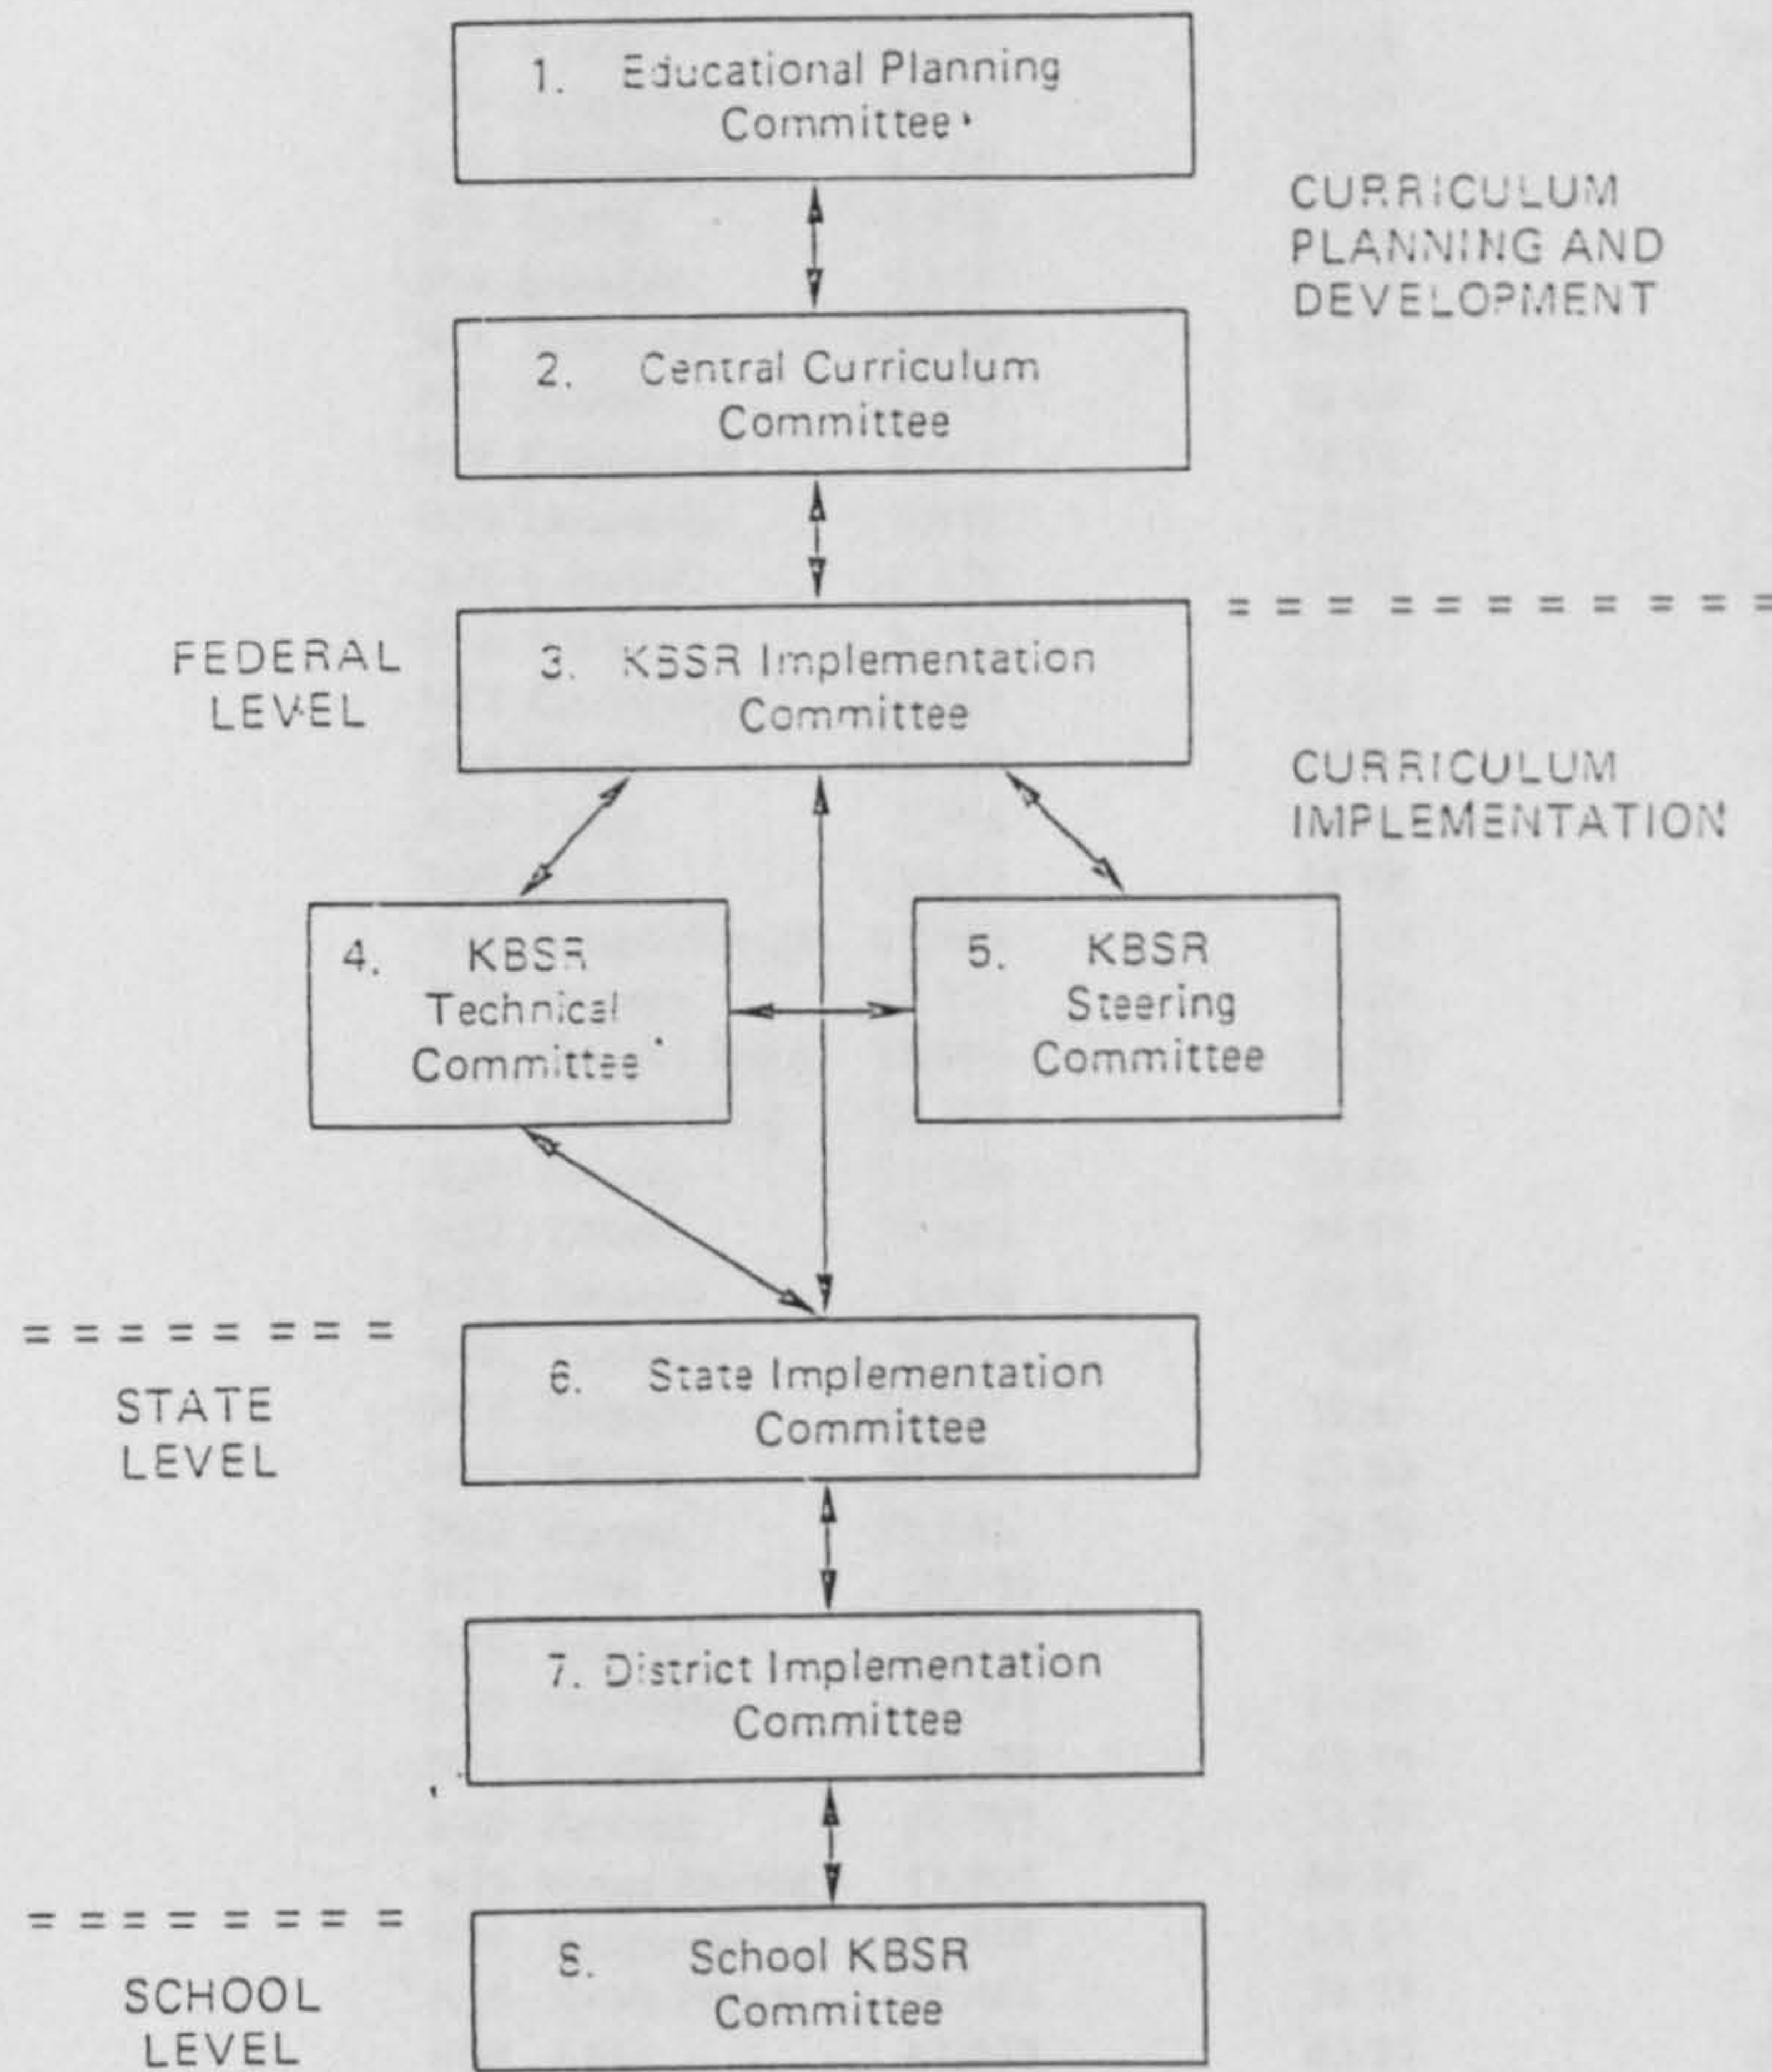 1. Educational Planning
Committee
CURRICULUM
PLANNING AND
DEVELOPMENT
2. Central Curriculum
Committee
= = = = = = = = = = =
FEDERAL
LEVEL
3. KBSR Implementation
Committee
CURRICULUM
IMPLEMENTATION
4. KBSR
Technical
Committee
5. KBSR
Steering
Committee
= = = = = = = =
STATE
LEVEL
6. State Implementation
Committee
7. District Implementation
Committee
= = = = = = = =
SCHOOL
LEVEL
8. School KBSR
Committee